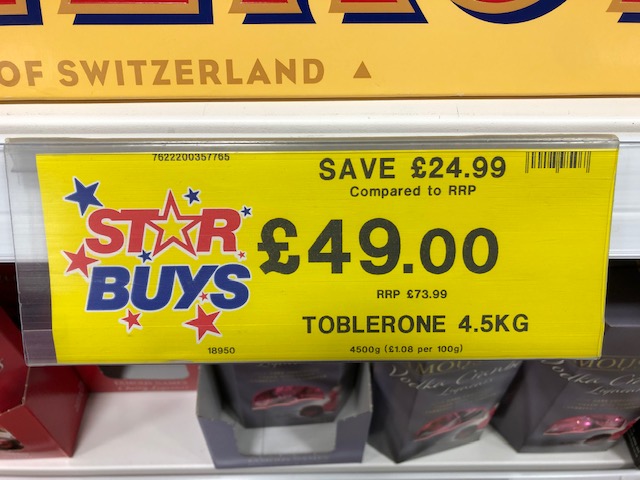 OF SWITZERLAND
7622200357765
SAVE £24.99
Compared to RRP
STAR
BUYS
£49.00
RRP £73.99
TOBLERONE 4.5KG
18950
4500g (£1.08 per 100g)